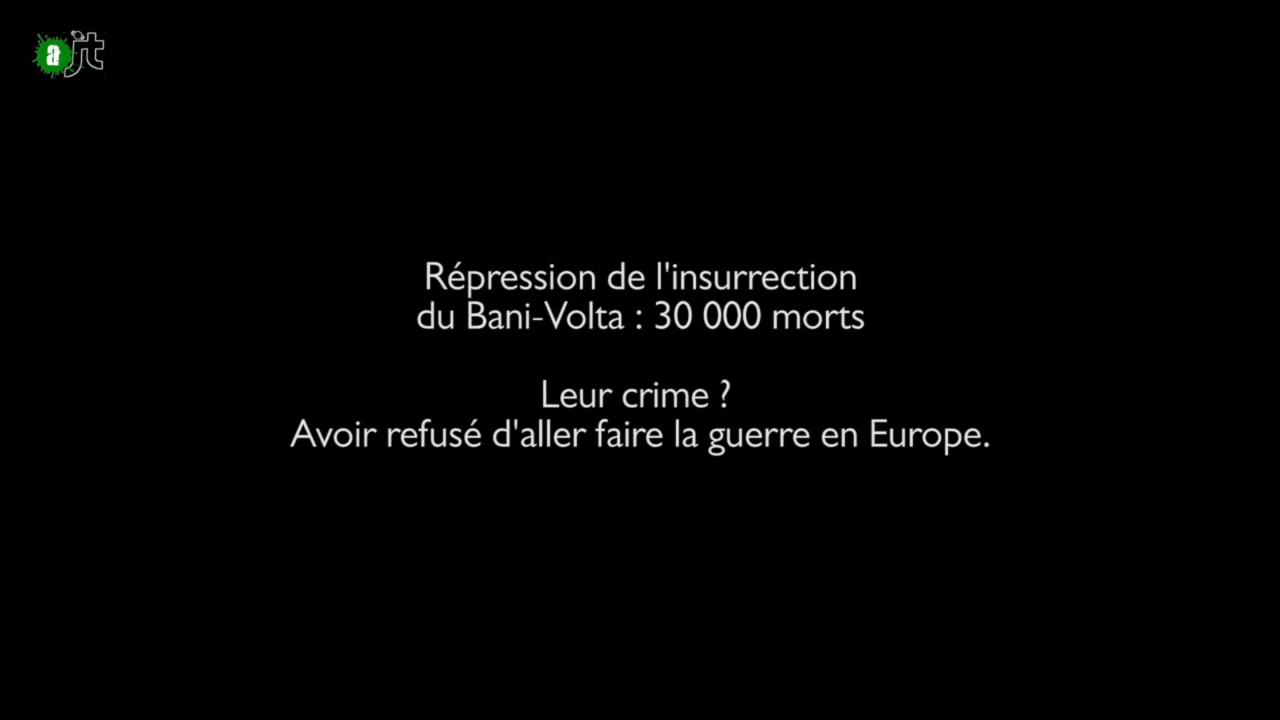 ajt
Répression de l'insurrection
du Bani-Volta : 30 000 morts
Leur crime ?
Avoir refusé d'aller faire la guerre en Europe.